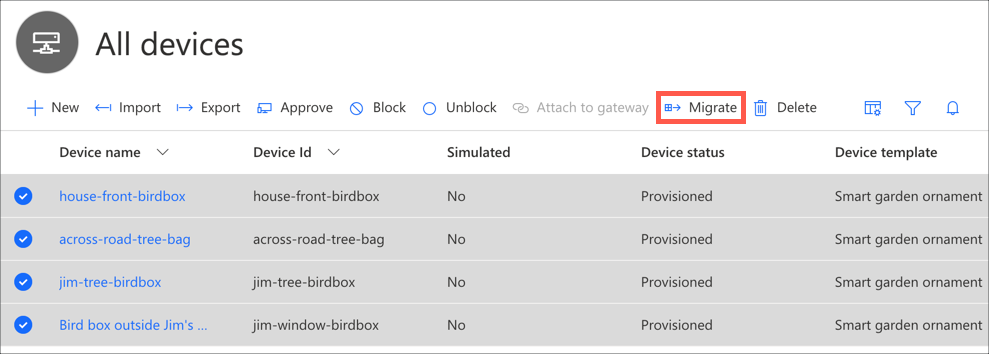 All devices
New Import Export Approve Block Unblock Attach to gateway Migrate Delete
Device name Device Id Simulated Device status Device template
house-front-birdbox house-front-birdbox No Provisioned Smart garden ornament
across-road-tree-bag across-road-tree-bag No Provisioned Smart garden ornament
jim-tree-birdbox jim-tree-birdbox No Provisioned Smart garden ornament
Bird box outside Jim's ... jim-window-birdbox No Provisioned Smart garden ornament